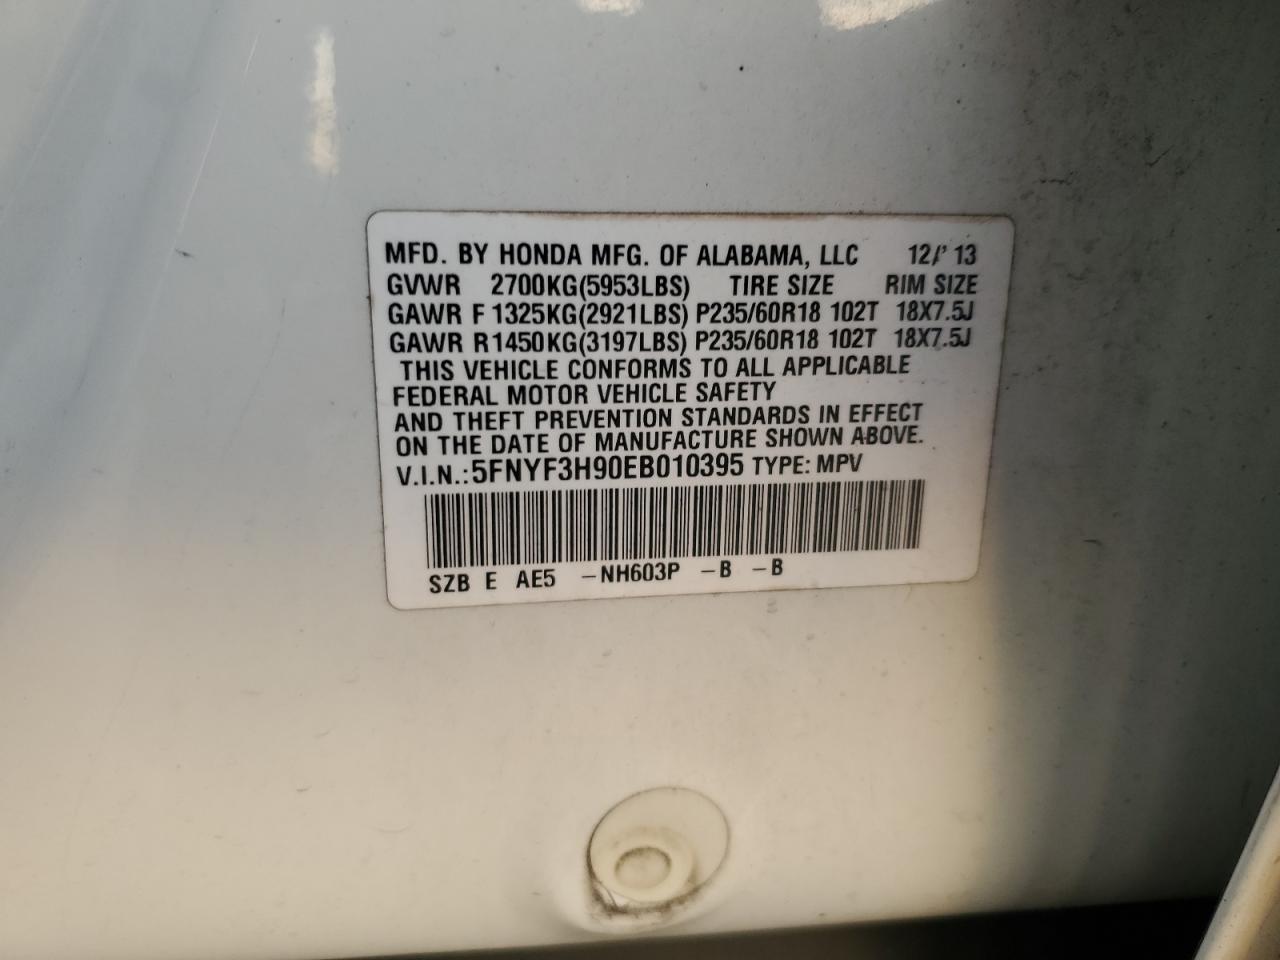 MFD. BY HONDA MFG. OF ALABAMA, LLC 12/'13
GVWR 2700KG(5953LBS) TIRE SIZE RIM SIZE
GAWR F 1325KG(2921LBS) P235/60R18 102T 18X7.5J
GAWR R 1450KG(3197LBS) P235/60R18 102T 18X7.5J
THIS VEHICLE CONFORMS TO ALL APPLICABLE
FEDERAL MOTOR VEHICLE SAFETY
AND THEFT PREVENTION STANDARDS IN EFFECT
ON THE DATE OF MANUFACTURE SHOWN ABOVE.
V.I.N.:5FNYF3H90EB010395 TYPE: MPV
SZB E AE5 –NH603P –B –B